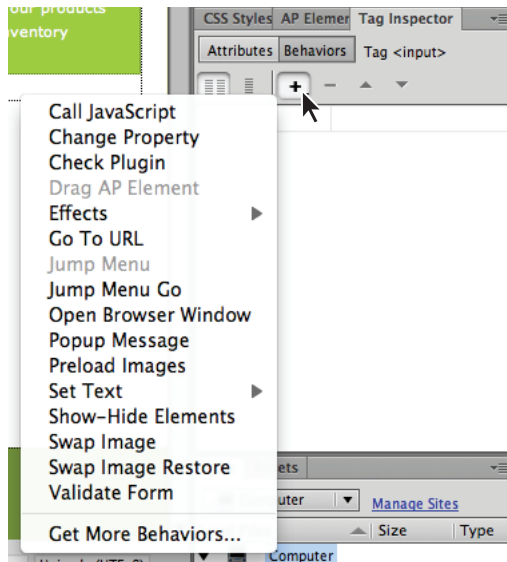 our products
nventory
CSS Styles AP Elemer Tag Inspector
Attributes Behaviors Tag <input>
Call JavaScript
Change Property
Check Plugin
Drag AP Element
Effects
Go To URL
Jump Menu
Jump Menu Go
Open Browser Window
Popup Message
Preload Images
Set Text
Show-Hide Elements
Swap Image
Swap Image Restore
Validate Form
Get More Behaviors...
ets
uter Manage Sites
Size Type
Computer